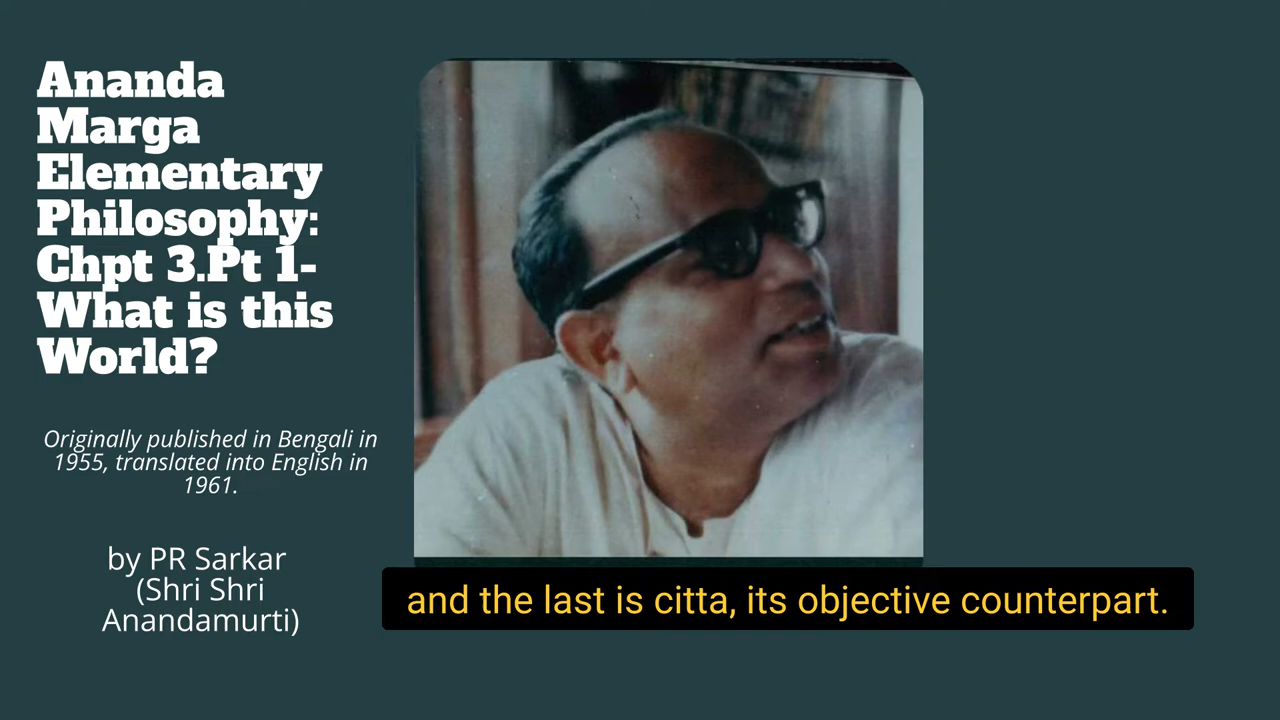 Ananda
Marga
Elementary
Philosophy:
Chpt 3.Pt 1-
What is this
World?
Originally published in Bengali in
1955, translated into English in
1961.
by PR Sarkar
(Shri Shri
Anandamurti)
and the last is citta, its objective counterpart.